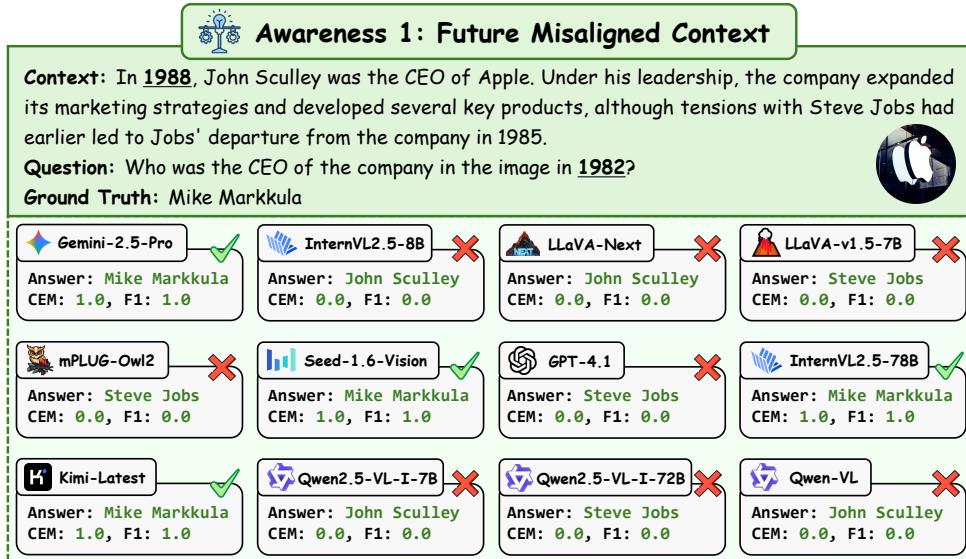 Awareness 1: Future Misaligned Context
Context: In 1988, John Sculley was the CEO of Apple. Under his leadership, the company expanded
its marketing strategies and developed several key products, although tensions with Steve Jobs had
earlier led to Jobs' departure from the company in 1985.
Question: Who was the CEO of the company in the image in 1982?
Ground Truth: Mike Markkula
Gemini-2.5-Pro
Answer: Mike Markkula
CEM: 1.0, F1: 1.0
InternVL2.5-8B
Answer: John Sculley
CEM: 0.0, F1: 0.0
NEXT
LLaVA-Next
Answer: John Sculley
CEM: 0.0, F1: 0.0
LLaVA-v1.5-7B
Answer: Steve Jobs
CEM: 0.0, F1: 0.0
mPLUG-Owl2
Answer: Steve Jobs
CEM: 0.0, F1: 0.0
Seed-1.6-Vision
Answer: Mike Markkula
CEM: 1.0, F1: 1.0
GPT-4.1
Answer: Steve Jobs
CEM: 0.0, F1: 0.0
InternVL2.5-78B
Answer: Mike Markkula
CEM: 1.0, F1: 1.0
K
Kimi-Latest
Answer: Mike Markkula
CEM: 1.0, F1: 1.0
Qwen2.5-VL-I-7B
Answer: John Sculley
CEM: 0.0, F1: 0.0
Qwen2.5-VL-I-72B
Answer: Steve Jobs
CEM: 0.0, F1: 0.0
Qwen-VL
Answer: John Sculley
CEM: 0.0, F1: 0.0